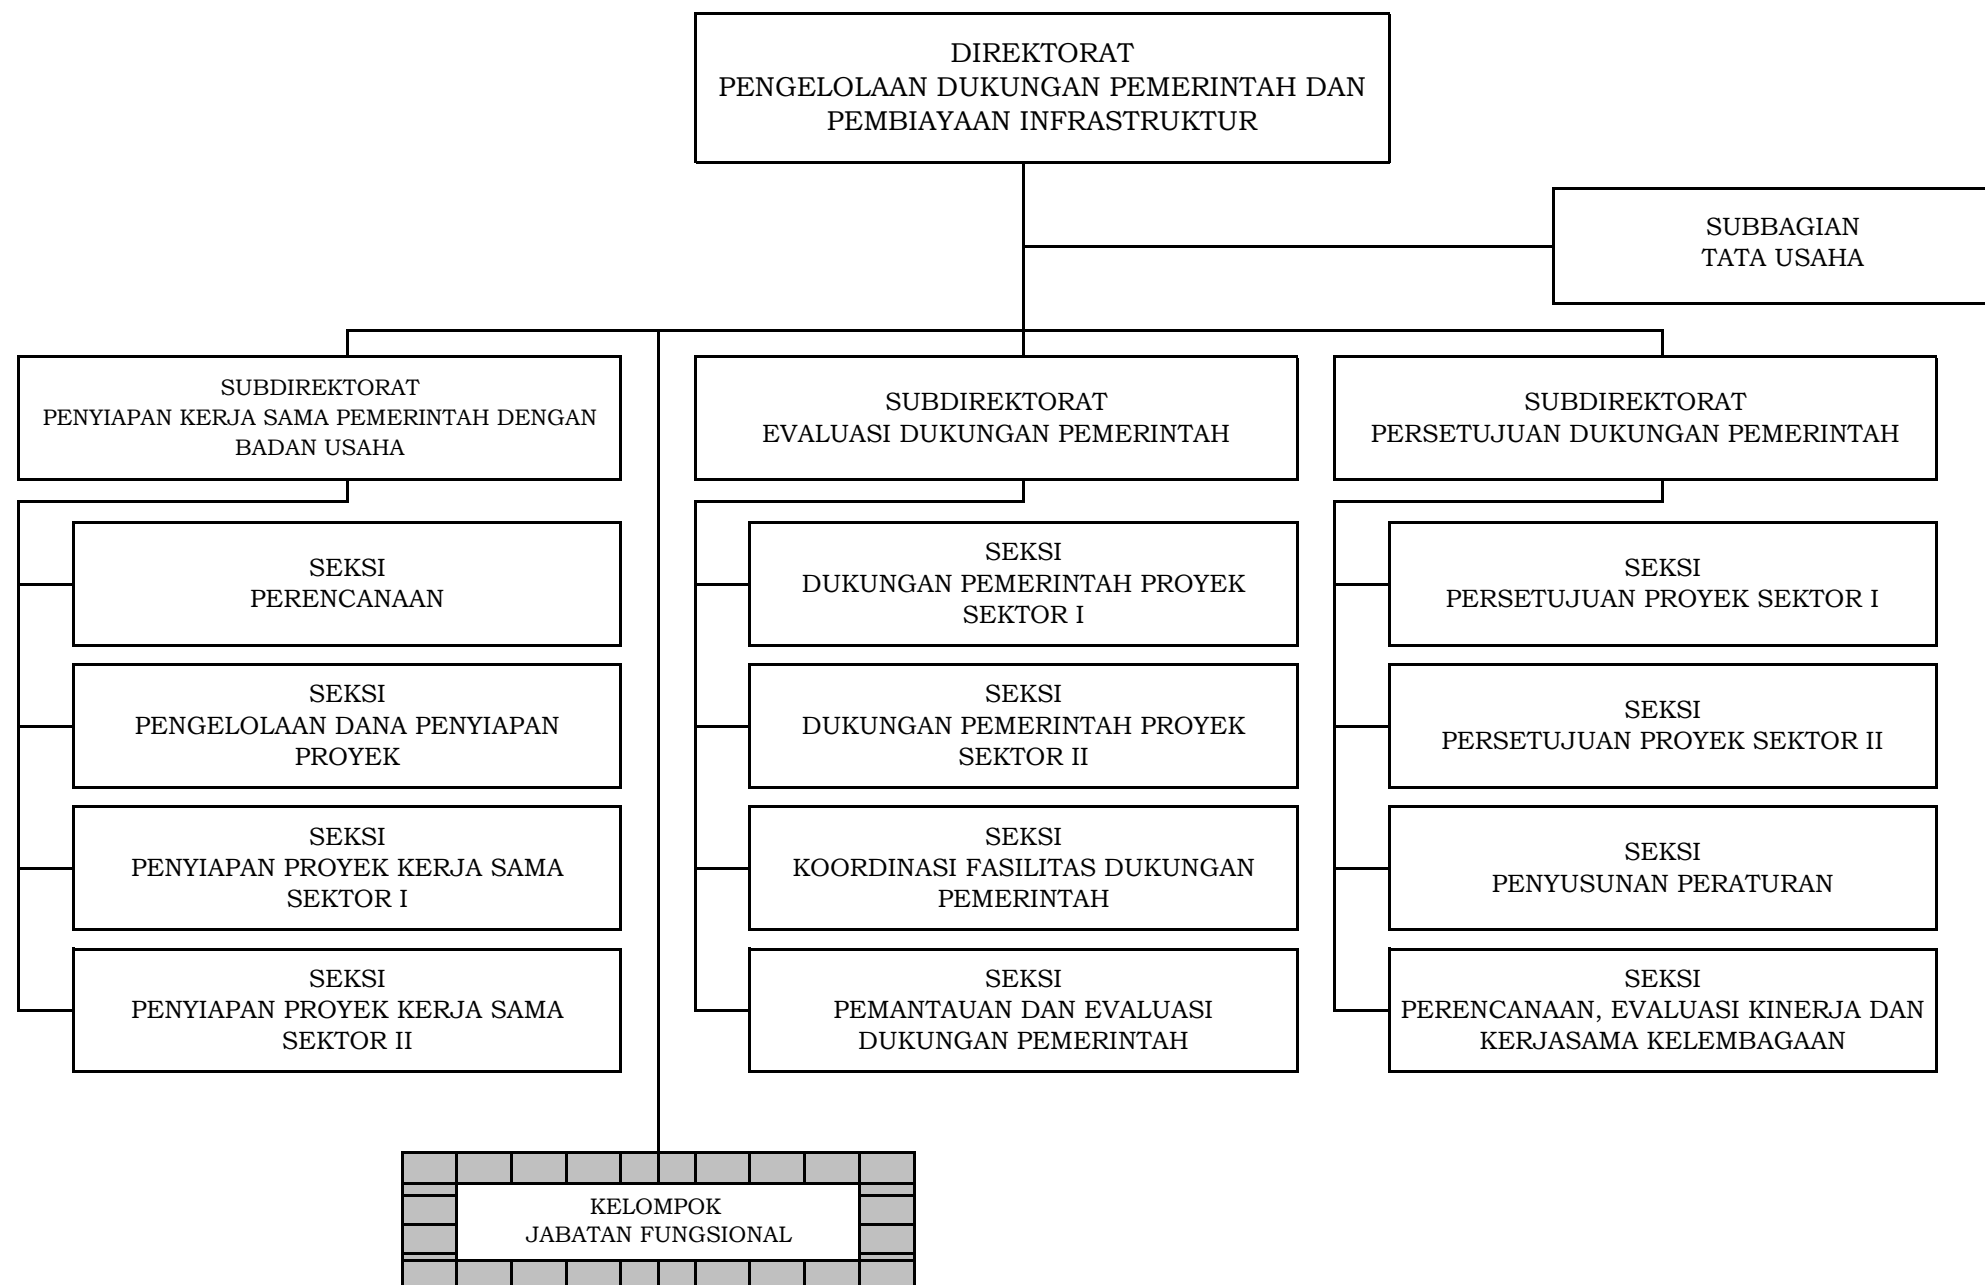 DIREKTORAT
PENGELOLAAN DUKUNGAN PEMERINTAH DAN
PEMBIAYAAN INFRASTRUKTUR
SUBBAGIAN
TATA USAHA
SUBDIREKTORAT
PENYIAPAN KERJA SAMA PEMERINTAH DENGAN
BADAN USAHA
SEKSI
PERENCANAAN
SEKSI
PENGELOLAAN DANA PENYIAPAN
PROYEK
SEKSI
PENYIAPAN PROYEK KERJA SAMA
SEKTOR I
SEKSI
PENYIAPAN PROYEK KERJA SAMA
SEKTOR II
SUBDIREKTORAT
EVALUASI DUKUNGAN PEMERINTAH
SEKSI
DUKUNGAN PEMERINTAH PROYEK
SEKTOR I
SEKSI
DUKUNGAN PEMERINTAH PROYEK
SEKTOR II
SEKSI
KOORDINASI FASILITAS DUKUNGAN
PEMERINTAH
SEKSI
PEMANTAUAN DAN EVALUASI
DUKUNGAN PEMERINTAH
SUBDIREKTORAT
PERSETUJUAN DUKUNGAN PEMERINTAH
SEKSI
PERSETUJUAN PROYEK SEKTOR I
SEKSI
PERSETUJUAN PROYEK SEKTOR II
SEKSI
PENYUSUNAN PERATURAN
SEKSI
PERENCANAAN, EVALUASI KINERJA DAN
KERJASAMA KELEMBAGAAN
KELOMPOK
JABATAN FUNGSIONAL